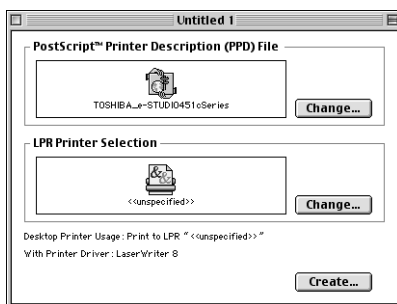 Untitled 1
PostScript™ Printer Description (PPD) File
TOSHIBA_e-STUDIO451cSeries
Change...
LPR Printer Selection
<<unspecified>>
Change...
Desktop Printer Usage: Print to LPR "<<unspecified>>"
With Printer Driver: LaserWriter 8
Create...